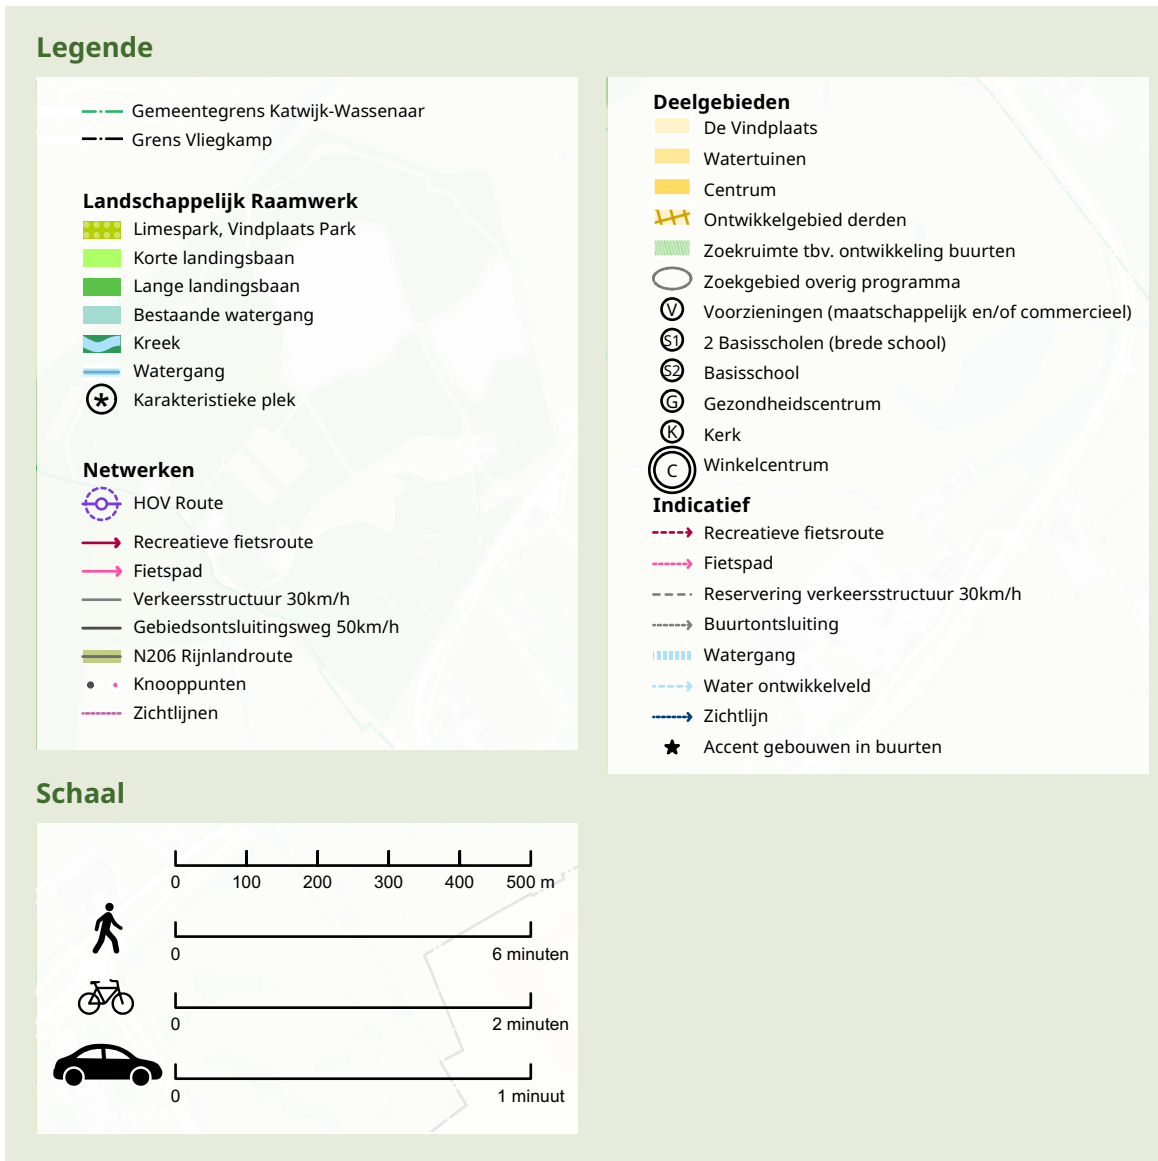 Legende
Gemeentegrens Katwijk-Wassenaar
Grens Vliegkamp
Landschappelijk Raamwerk
Limespark, Vindplaats Park
Korte landingsbaan
Lange landingsbaan
Bestaande watergang
Kreek
Watergang
* Karakteristieke plek
Netwerken
HOV Route
Recreatieve fietsroute
Fietspad
Verkeersstructuur 30km/h
Gebiedsontsluitingsweg 50km/h
N206 Rijnlandroute
Knooppunten
Zichtlijnen
Deelgebieden
De Vindplaats
Watertuinen
Centrum
Ontwikkelgebied derden
Zoekruimte tbv. ontwikkeling buurten
Zoekgebied overig programma
V Voorzieningen (maatschappelijk en/of commercieel)
S1 2 Basisscholen (brede school)
S2 Basisschool
G Gezondheidscentrum
K Kerk
C Winkelcentrum
Indicatief
Recreatieve fietsroute
Fietspad
Reservering verkeersstructuur 30km/h
Buurtontsluiting
Watergang
Water ontwikkelveld
Zichtlijn
Accent gebouwen in buurten
Schaal
0 100 200 300 400 500 m
0 6 minuten
0 2 minuten
0 1 minuut